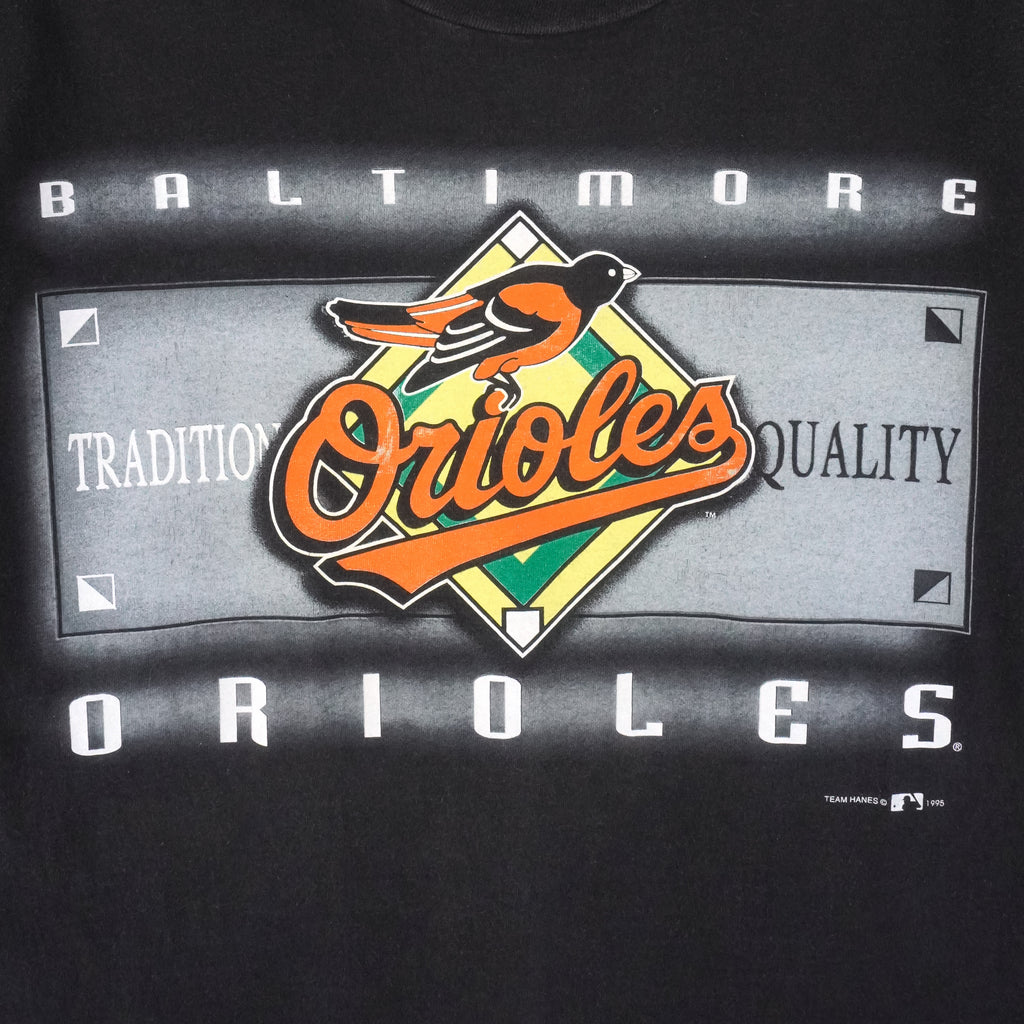 BALTIMORE
TRADITION
Orioles
QUALITY
TM
ORIOLES®
TEAM HANES © 1995